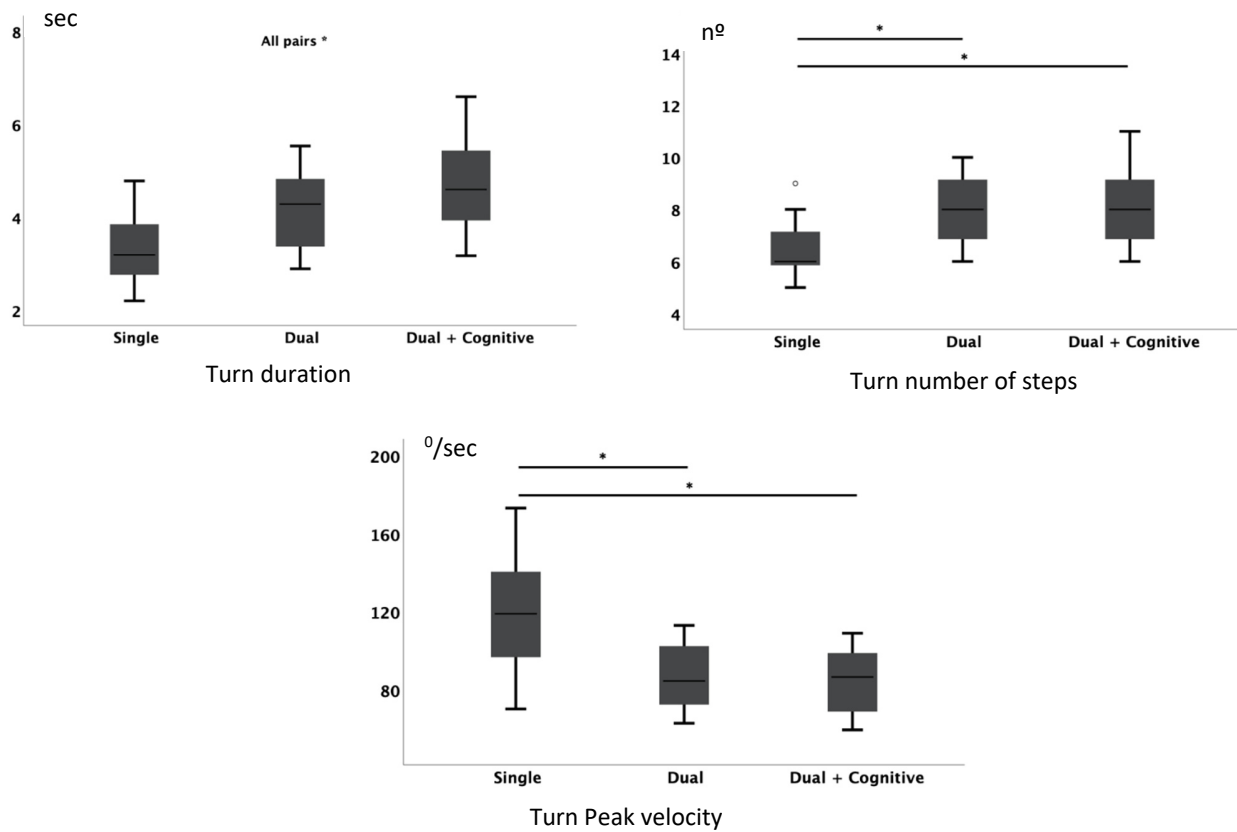 sec
8
All pairs *
6
4
2
Single Dual Dual + Cognitive
Turn duration
nº
*
14
*
12
10
8
6
4
Single Dual Dual + Cognitive
Turn number of steps
⁰/sec
200
*
*
160
120
80
Single Dual Dual + Cognitive
Turn Peak velocity